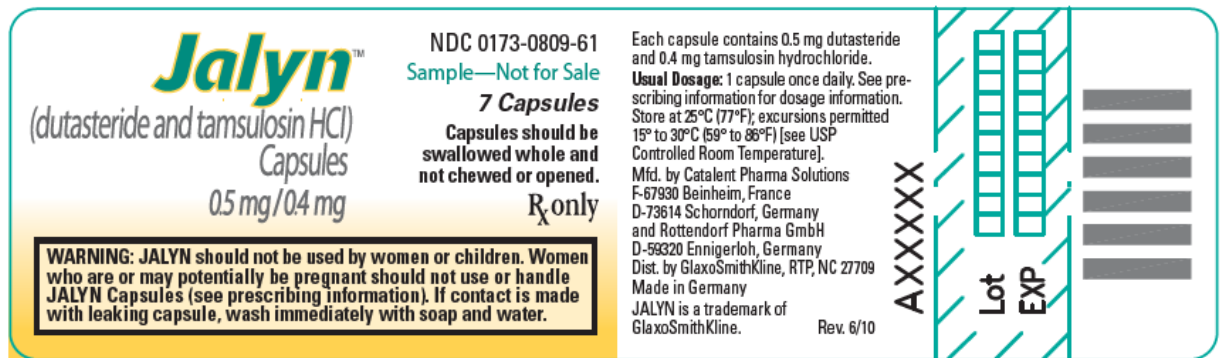 Jalyn™
(dutasteride and tamsulosin HCl)
Capsules
0.5 mg/0.4 mg
NDC 0173-0809-61
Sample—Not for Sale
7 Capsules
Capsules should be
swallowed whole and
not chewed or opened.
Rx only
WARNING: JALYN should not be used by women or children. Women
who are or may potentially be pregnant should not use or handle
JALYN Capsules (see prescribing information). If contact is made
with leaking capsule, wash immediately with soap and water.
Each capsule contains 0.5 mg dutasteride
and 0.4 mg tamsulosin hydrochloride.
Usual Dosage: 1 capsule once daily. See pre-
scribing information for dosage information.
Store at 25°C (77°F); excursions permitted
15° to 30°C (59° to 86°F) [see USP
Controlled Room Temperature].
Mfd. by Catalent Pharma Solutions
F-67930 Beinheim, France
D-73614 Schorndorf, Germany
and Rottendorf Pharma GmbH
D-59320 Ennigerloh, Germany
Dist. by GlaxoSmithKline, RTP, NC 27709
Made in Germany
JALYN is a trademark of
GlaxoSmithKline. Rev. 6/10
AXXXXX
Lot
EXP